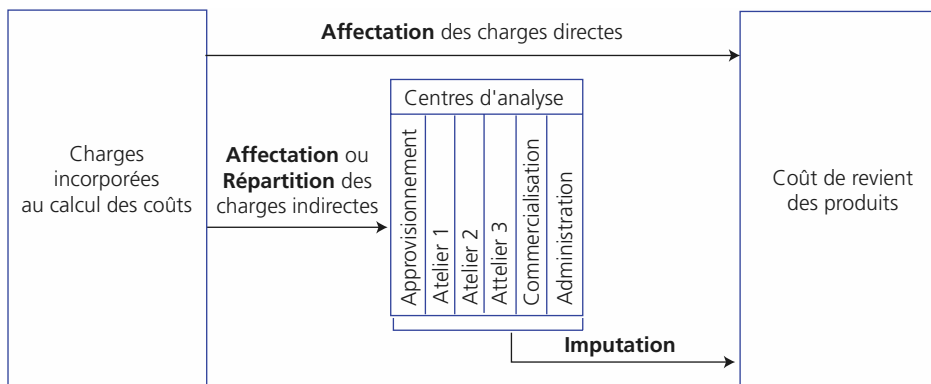 Affectation des charges directes
Centres d'analyse
Charges
incorporées
au calcul des coûts
Affectation ou
Répartition des
charges indirectes
Approvisionnement
Atelier 1
Atelier 2
Attelier 3
Commercialisation
Administration
Coût de revient
des produits
Imputation